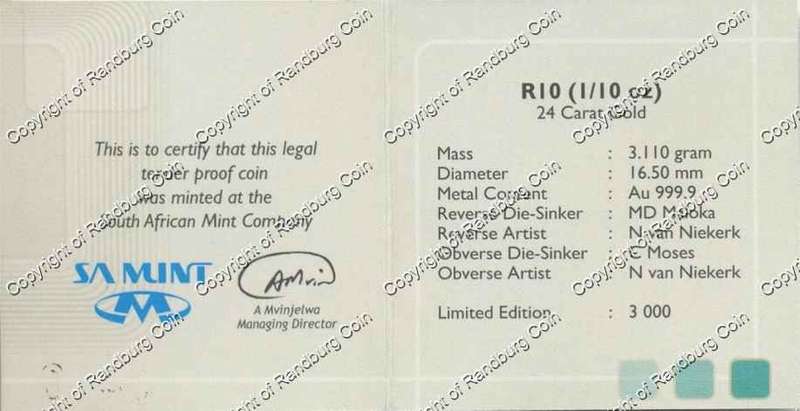 This is to certify that this legal
tender proof coin
was minted at the
South African Mint Company
SA MINT
A Mvinjelwa
Managing Director
R10 (1/10 oz)
24 Carat Gold
Mass : 3.110 gram
Diameter : 16.50 mm
Metal Content : Au 999.9
Reverse Die-Sinker : MD
Reverse Artist : N van Niekerk
Obverse Die-Sinker : C Moses
Obverse Artist : N van Niekerk
Limited Edition : 3 000
Copyright of Randburg Coin